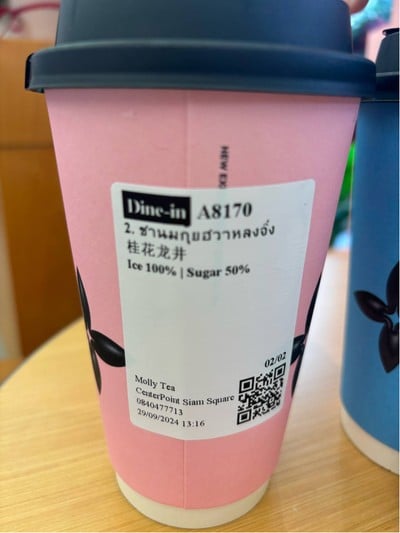 NEW EX
Dine-in A8170
2. ชานมกุยฮวาหลงจิ่ง
桂花龙井
Ice 100% | Sugar 50%
02/02
Molly Tea
CenterPoint Siam Square
0840477713
29/09/2024 13:16